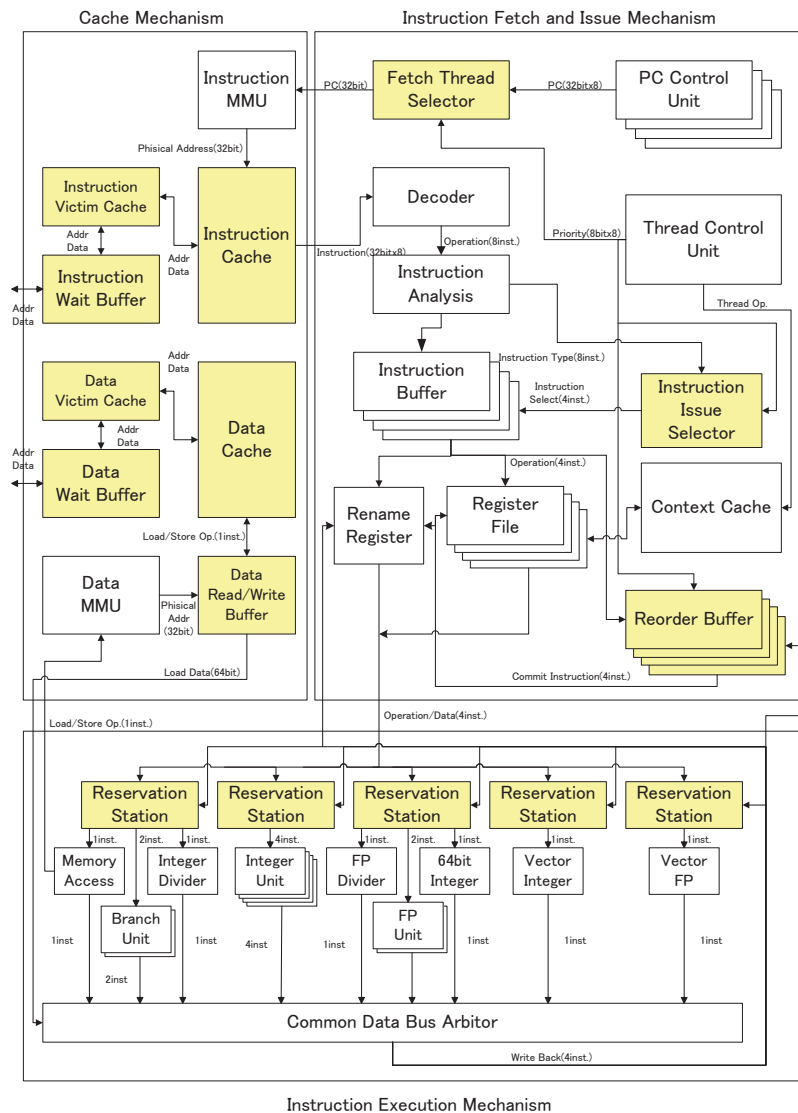 Cache Mechanism
Instruction Fetch and Issue Mechanism
Instruction
MMU
PC(32bit)
Fetch Thread
Selector
PC(32bitx8)
PC Control
Unit
Phisical Address(32bit)
Instruction
Victim Cache
Addr
Data
Instruction
Wait Buffer
Addr
Data
Addr
Data
Instruction
Cache
Instruction(32bitx8)
Decoder
Operation(8inst.)
Instruction
Analysis
Priority(8bitx8)
Thread Control
Unit
Thread Op.
Instruction Type(8inst.)
Instruction
Buffer
Instruction
Select(4inst.)
Instruction
Issue
Selector
Addr
Data
Data
Victim Cache
Addr
Data
Data
Wait Buffer
Addr
Data
Data
Cache
Operation(4inst.)
Rename
Register
Register
File
Context Cache
Load/Store Op.(1inst.)
Data
MMU
Phisical
Addr
(32bit)
Data
Read/Write
Buffer
Reorder Buffer
Load Data(64bit)
Commit Instruction(4inst.)
Load/Store Op.(1inst.)
Operation/Data(4inst.)
Reservation
Station
Reservation
Station
Reservation
Station
Reservation
Station
Reservation
Station
1inst.
2inst.
1inst.
4inst.
1inst.
2inst.
1inst.
1inst.
1inst.
Memory
Access
Integer
Divider
Integer
Unit
FP
Divider
64bit
Integer
Vector
Integer
Vector
FP
Branch
Unit
FP
Unit
1inst
2inst
1inst
4inst
1inst
2inst
1inst
1inst
1inst
Common Data Bus Arbitor
Write Back(4inst.)
Instruction Execution Mechanism